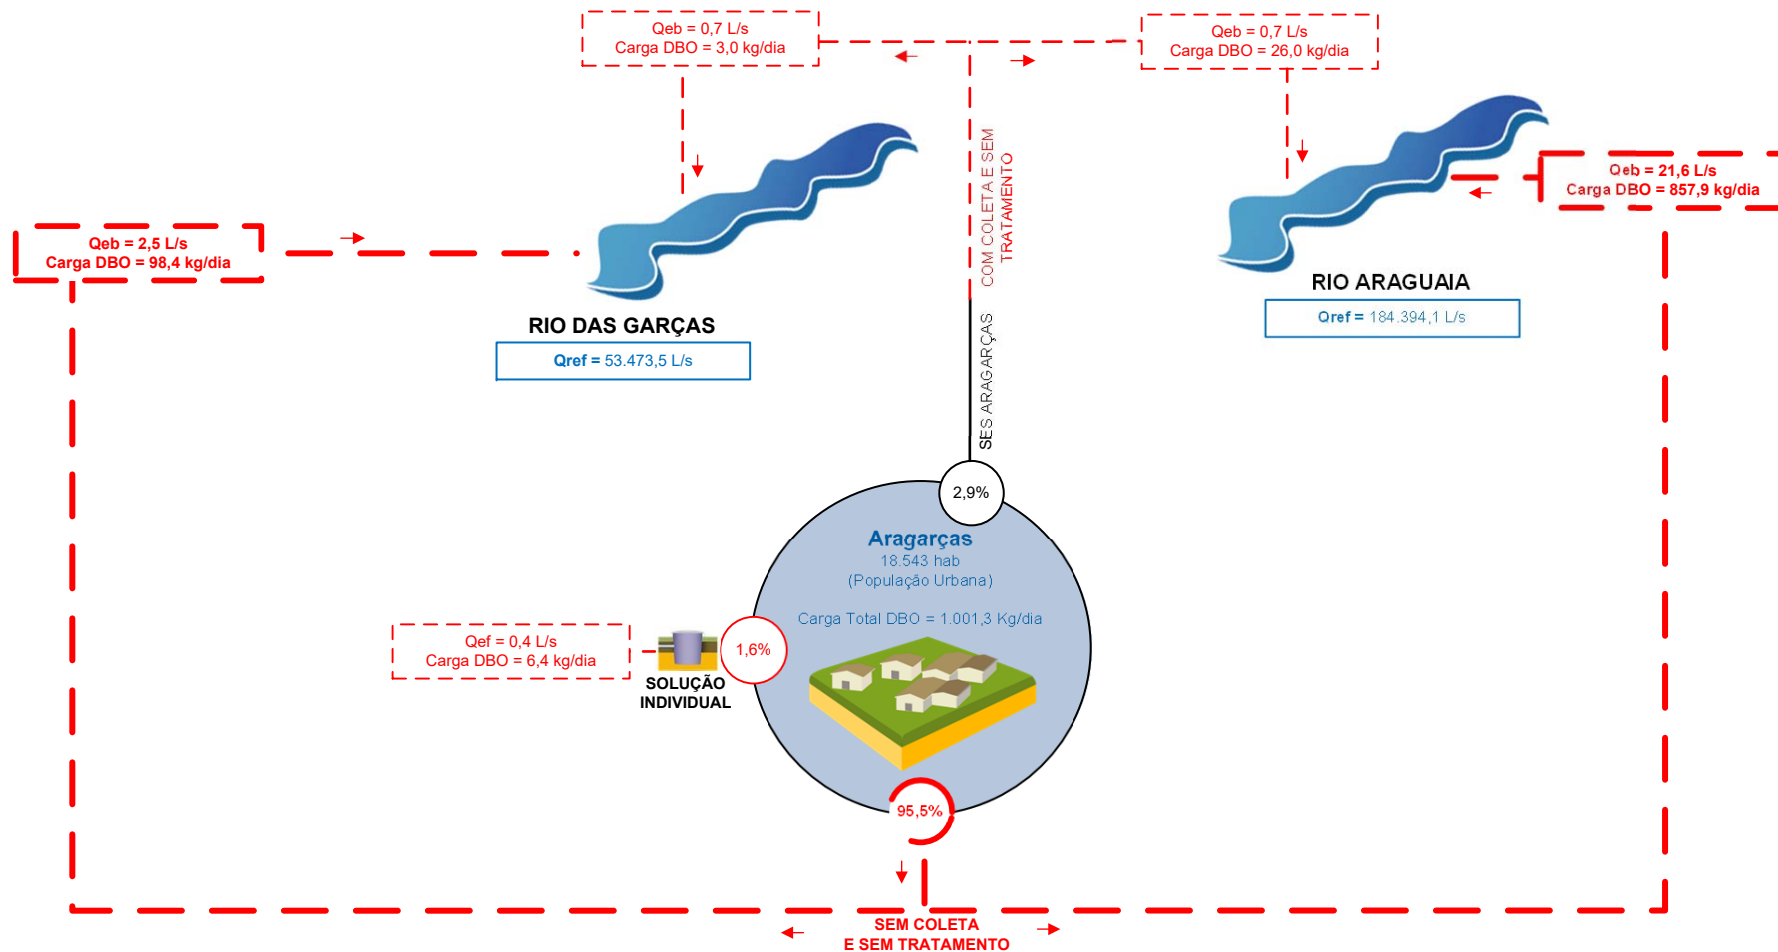 Qeb = 0,7 L/s
Carga DBO = 3,0 kg/dia
Qeb = 0,7 L/s
Carga DBO = 26,0 kg/dia
COM COLETA E SEM
TRATAMENTO
Qeb = 21,6 L/s
Carga DBO = 857,9 kg/dia
Qeb = 2,5 L/s
Carga DBO = 98,4 kg/dia
RIO ARAGUAIA
Qref = 184.394,1 L/s
RIO DAS GARÇAS
Qref = 53.473,5 L/s
SES ARAGARÇAS
2,9%
Aragarças
18.543 hab
(População Urbana)
Carga Total DBO = 1.001,3 Kg/dia
Qef = 0,4 L/s
Carga DBO = 6,4 kg/dia
1,6%
SOLUÇÃO
INDIVIDUAL
95,5%
SEM COLETA
E SEM TRATAMENTO